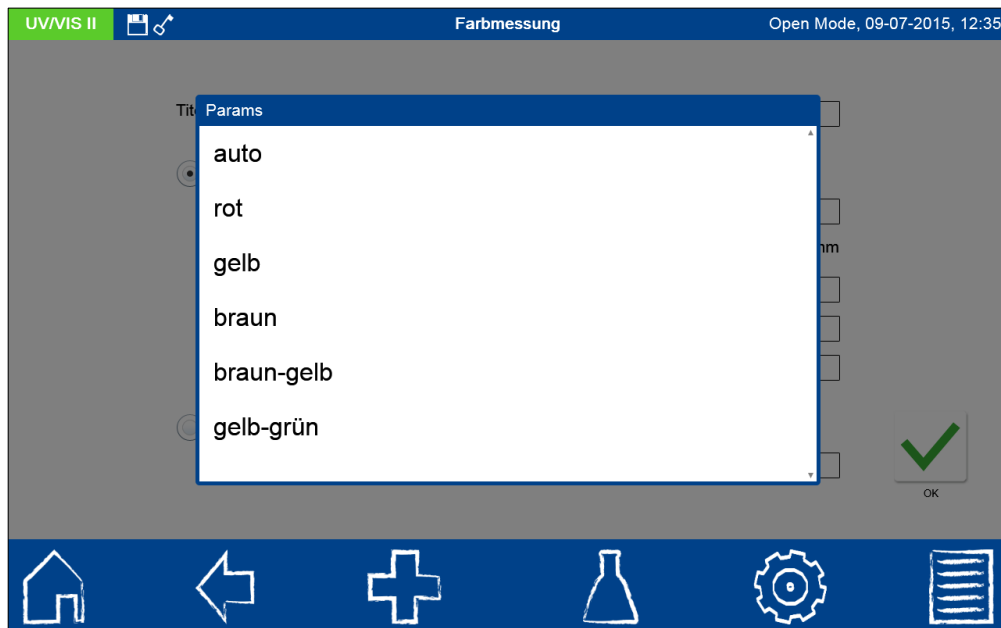 UV/VIS II Farbmessung Open Mode, 09-07-2015, 12:35
Params
auto
rot
gelb
braun
braun-gelb
gelb-grün
OK